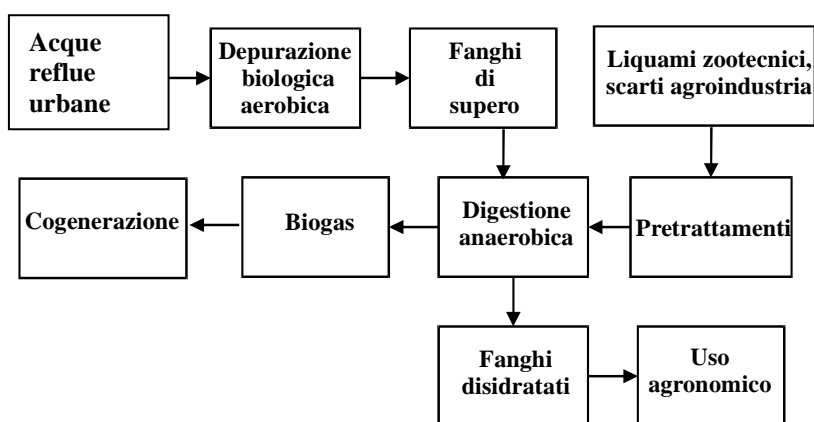 Acque
reflue
urbane
Depurazione
biologica
aerobica
Fanghi
di
supero
Liquami zootecnici,
scarti agroindustria
Cogenerazione
Biogas
Digestione
anaerobica
Pretrattamenti
Fanghi
disidratati
Uso
agronomico